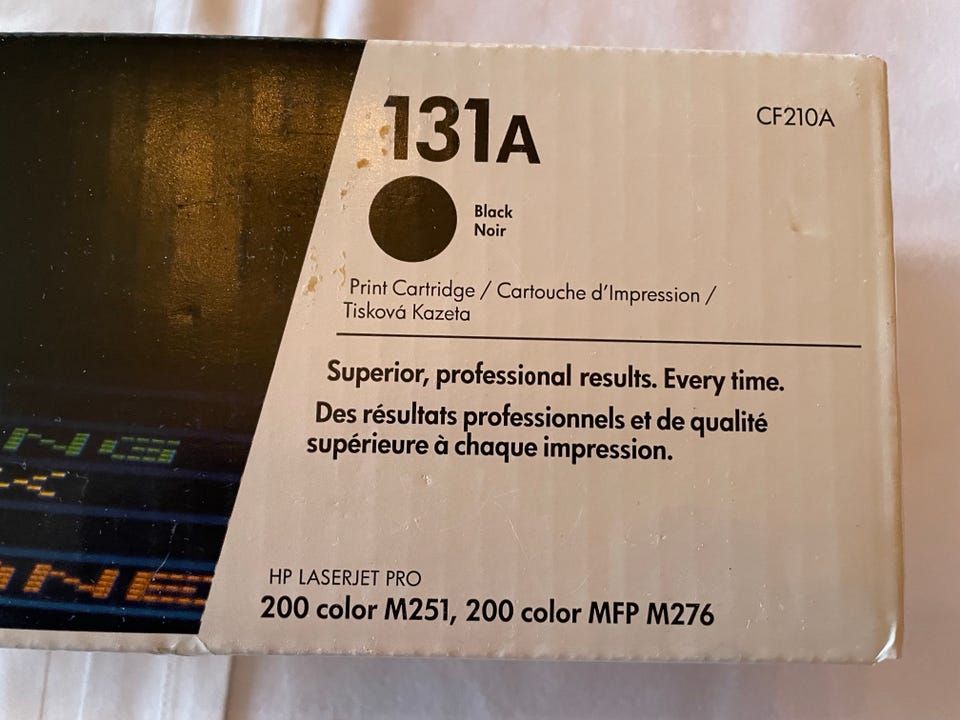 131A
CF210A
Black
Noir
Print Cartridge / Cartouche d'Impression /
Tisková Kazeta
Superior, professional results. Every time.
Des résultats professionnels et de qualité
supérieure à chaque impression.
HP LASERJET PRO
200 color M251, 200 color MFP M276